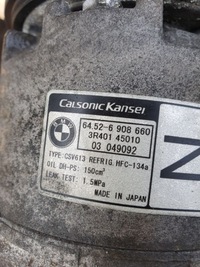 CalsonicKansei
BMW
64.52-6 908 660
3R401 45010
03 049092
TYPE:CSV613 REFRIG.HFC-134a
OIL DH-PS: 150cm³
LEAK TEST: 1.5MPa
MADE IN JAPAN
N